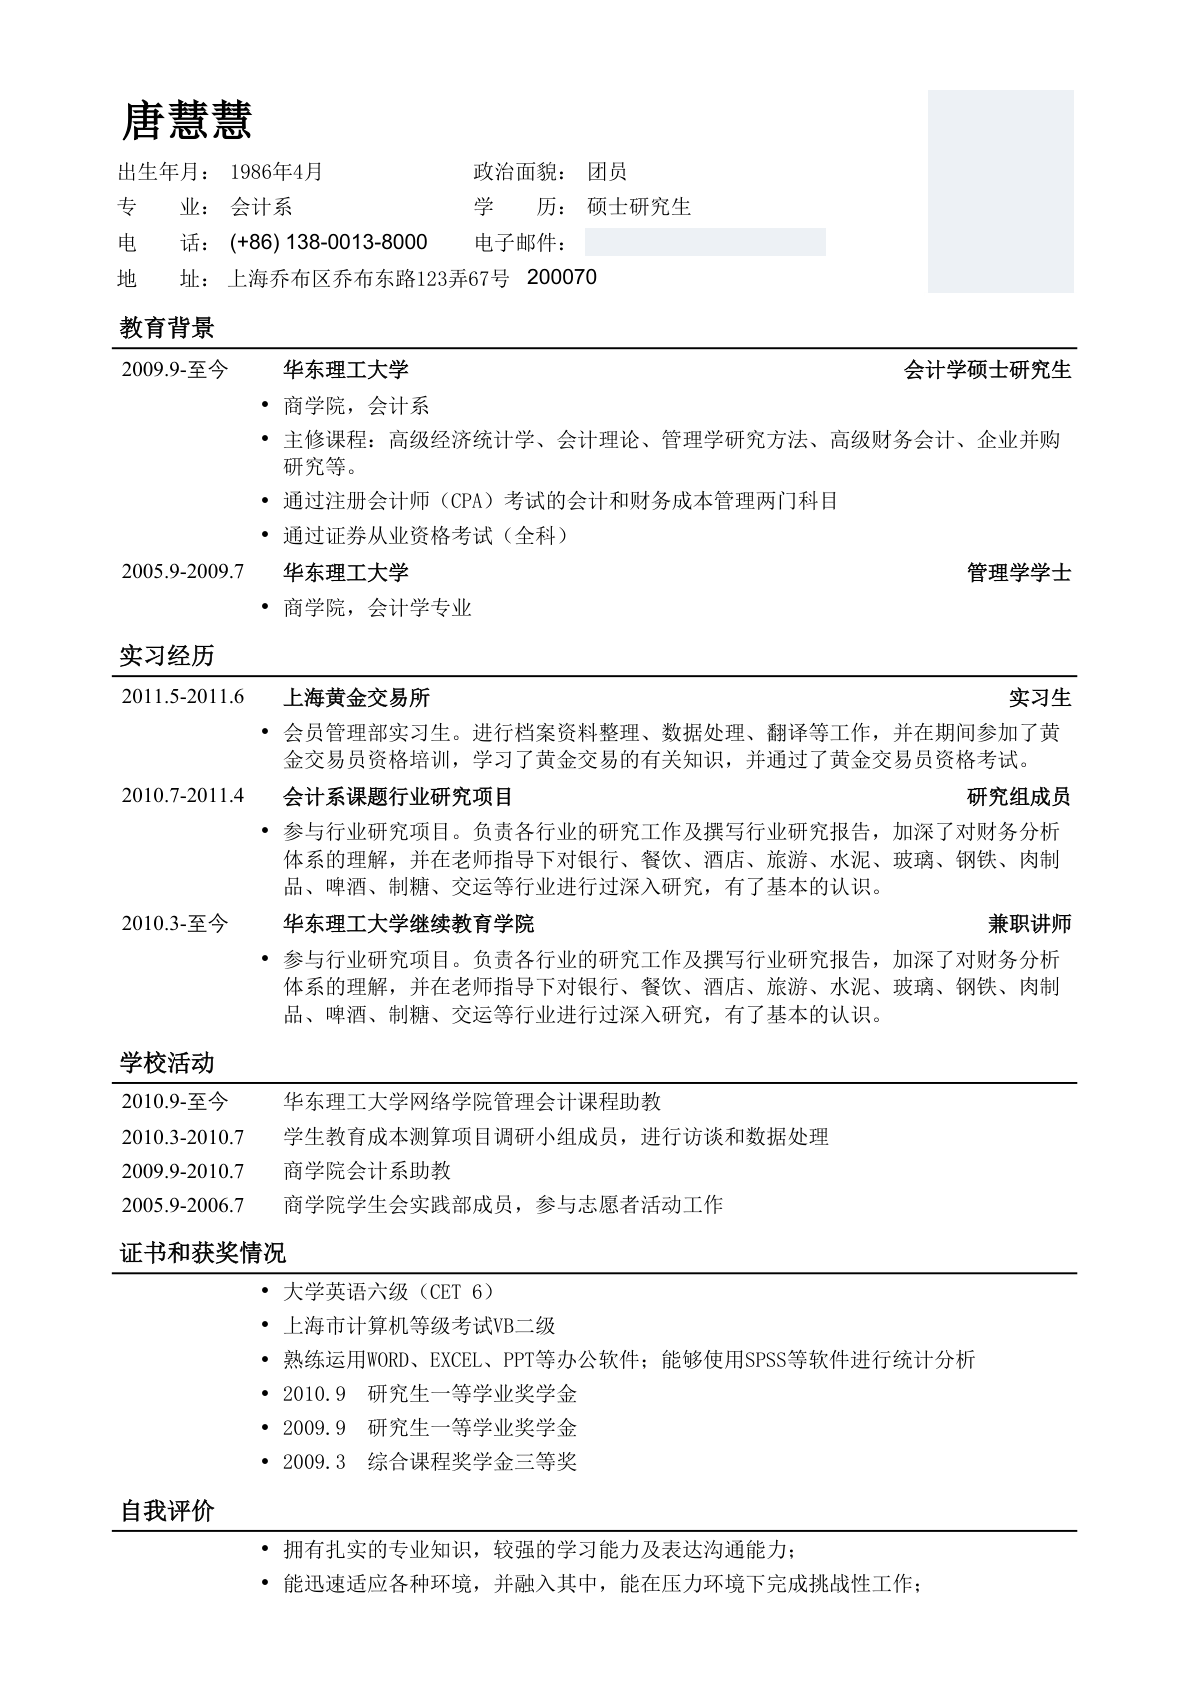 唐慧慧
出生年月： 1986年4月 政治面貌： 团员
专　　业： 会计系 学　　历： 硕士研究生
电　　话： (+86) 138-0013-8000 电子邮件：
地　　址： 上海乔布区乔布东路123弄67号 200070
教育背景
2009.9-至今 华东理工大学 会计学硕士研究生
• 商学院，会计系
• 主修课程：高级经济统计学、会计理论、管理学研究方法、高级财务会计、企业并购
研究等。
• 通过注册会计师（CPA）考试的会计和财务成本管理两门科目
• 通过证券从业资格考试（全科）
2005.9-2009.7 华东理工大学 管理学学士
• 商学院，会计学专业
实习经历
2011.5-2011.6 上海黄金交易所 实习生
• 会员管理部实习生。进行档案资料整理、数据处理、翻译等工作，并在期间参加了黄
金交易员资格培训，学习了黄金交易的有关知识，并通过了黄金交易员资格考试。
2010.7-2011.4 会计系课题行业研究项目 研究组成员
• 参与行业研究项目。负责各行业的研究工作及撰写行业研究报告，加深了对财务分析
体系的理解，并在老师指导下对银行、餐饮、酒店、旅游、水泥、玻璃、钢铁、肉制
品、啤酒、制糖、交运等行业进行过深入研究，有了基本的认识。
2010.3-至今 华东理工大学继续教育学院 兼职讲师
• 参与行业研究项目。负责各行业的研究工作及撰写行业研究报告，加深了对财务分析
体系的理解，并在老师指导下对银行、餐饮、酒店、旅游、水泥、玻璃、钢铁、肉制
品、啤酒、制糖、交运等行业进行过深入研究，有了基本的认识。
学校活动
2010.9-至今 华东理工大学网络学院管理会计课程助教
2010.3-2010.7 学生教育成本测算项目调研小组成员，进行访谈和数据处理
2009.9-2010.7 商学院会计系助教
2005.9-2006.7 商学院学生会实践部成员，参与志愿者活动工作
证书和获奖情况
• 大学英语六级（CET 6）
• 上海市计算机等级考试VB二级
• 熟练运用WORD、EXCEL、PPT等办公软件；能够使用SPSS等软件进行统计分析
• 2010.9　研究生一等学业奖学金
• 2009.9　研究生一等学业奖学金
• 2009.3　综合课程奖学金三等奖
自我评价
• 拥有扎实的专业知识，较强的学习能力及表达沟通能力；
• 能迅速适应各种环境，并融入其中，能在压力环境下完成挑战性工作；